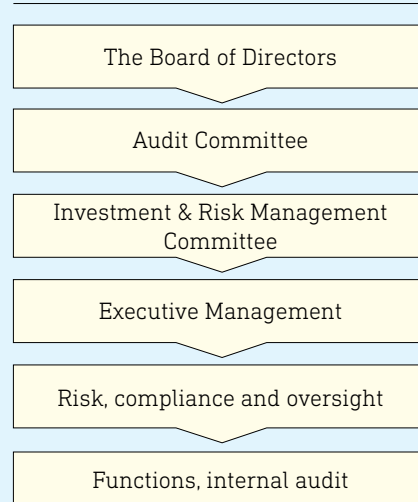 The Board of Directors
Audit Committee
Investment & Risk Management
Committee
Executive Management
Risk, compliance and oversight
Functions, internal audit